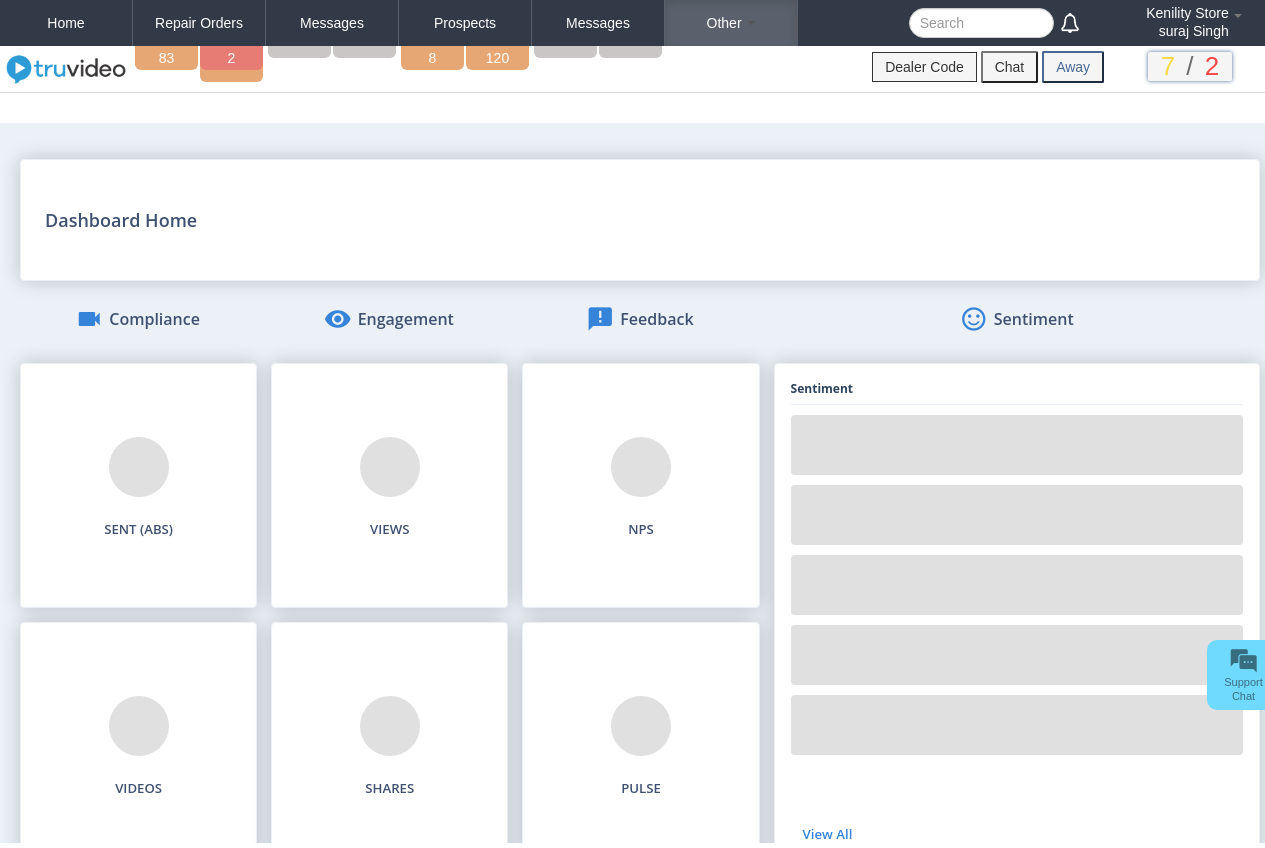 Home
Repair Orders
Messages
Prospects
Messages
Other
Search
Kenility Store
suraj Singh
truvideo
83
2
8
120
Dealer Code
Chat
Away
7 / 2
Dashboard Home
Compliance
Engagement
Feedback
Sentiment
SENT (ABS)
VIEWS
NPS
Sentiment
VIDEOS
SHARES
PULSE
View All
Support
Chat